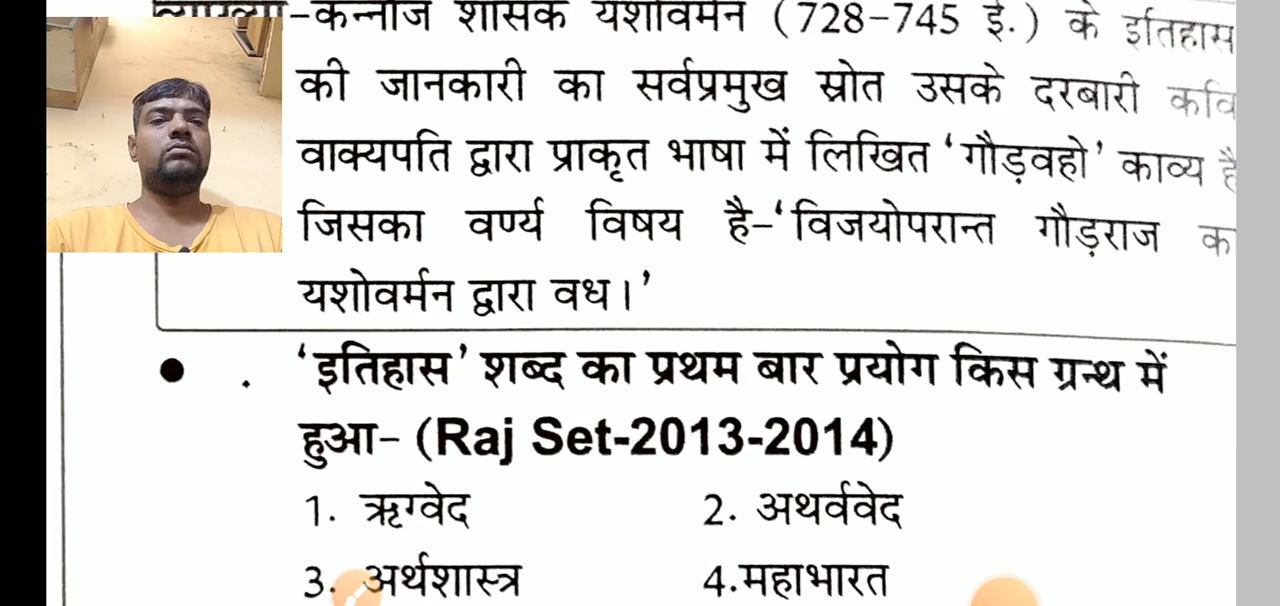 -कन्नौज शासक यशोवर्मन (728-745 ई.) के इतिहास
की जानकारी का सर्वप्रमुख स्रोत उसके दरबारी कवि
वाक्यपति द्वारा प्राकृत भाषा में लिखित ‘गौड़वहो’ काव्य है
जिसका वर्ण्य विषय है-‘विजयोपरान्त गौड़राज
यशोवर्मन द्वारा वध।’
• . ‘इतिहास’ शब्द का प्रथम बार प्रयोग किस ग्रन्थ में
हुआ- (Raj Set-2013-2014)
1. ऋग्वेद 2. अथर्ववेद
3. अर्थशास्त्र 4.महाभारत